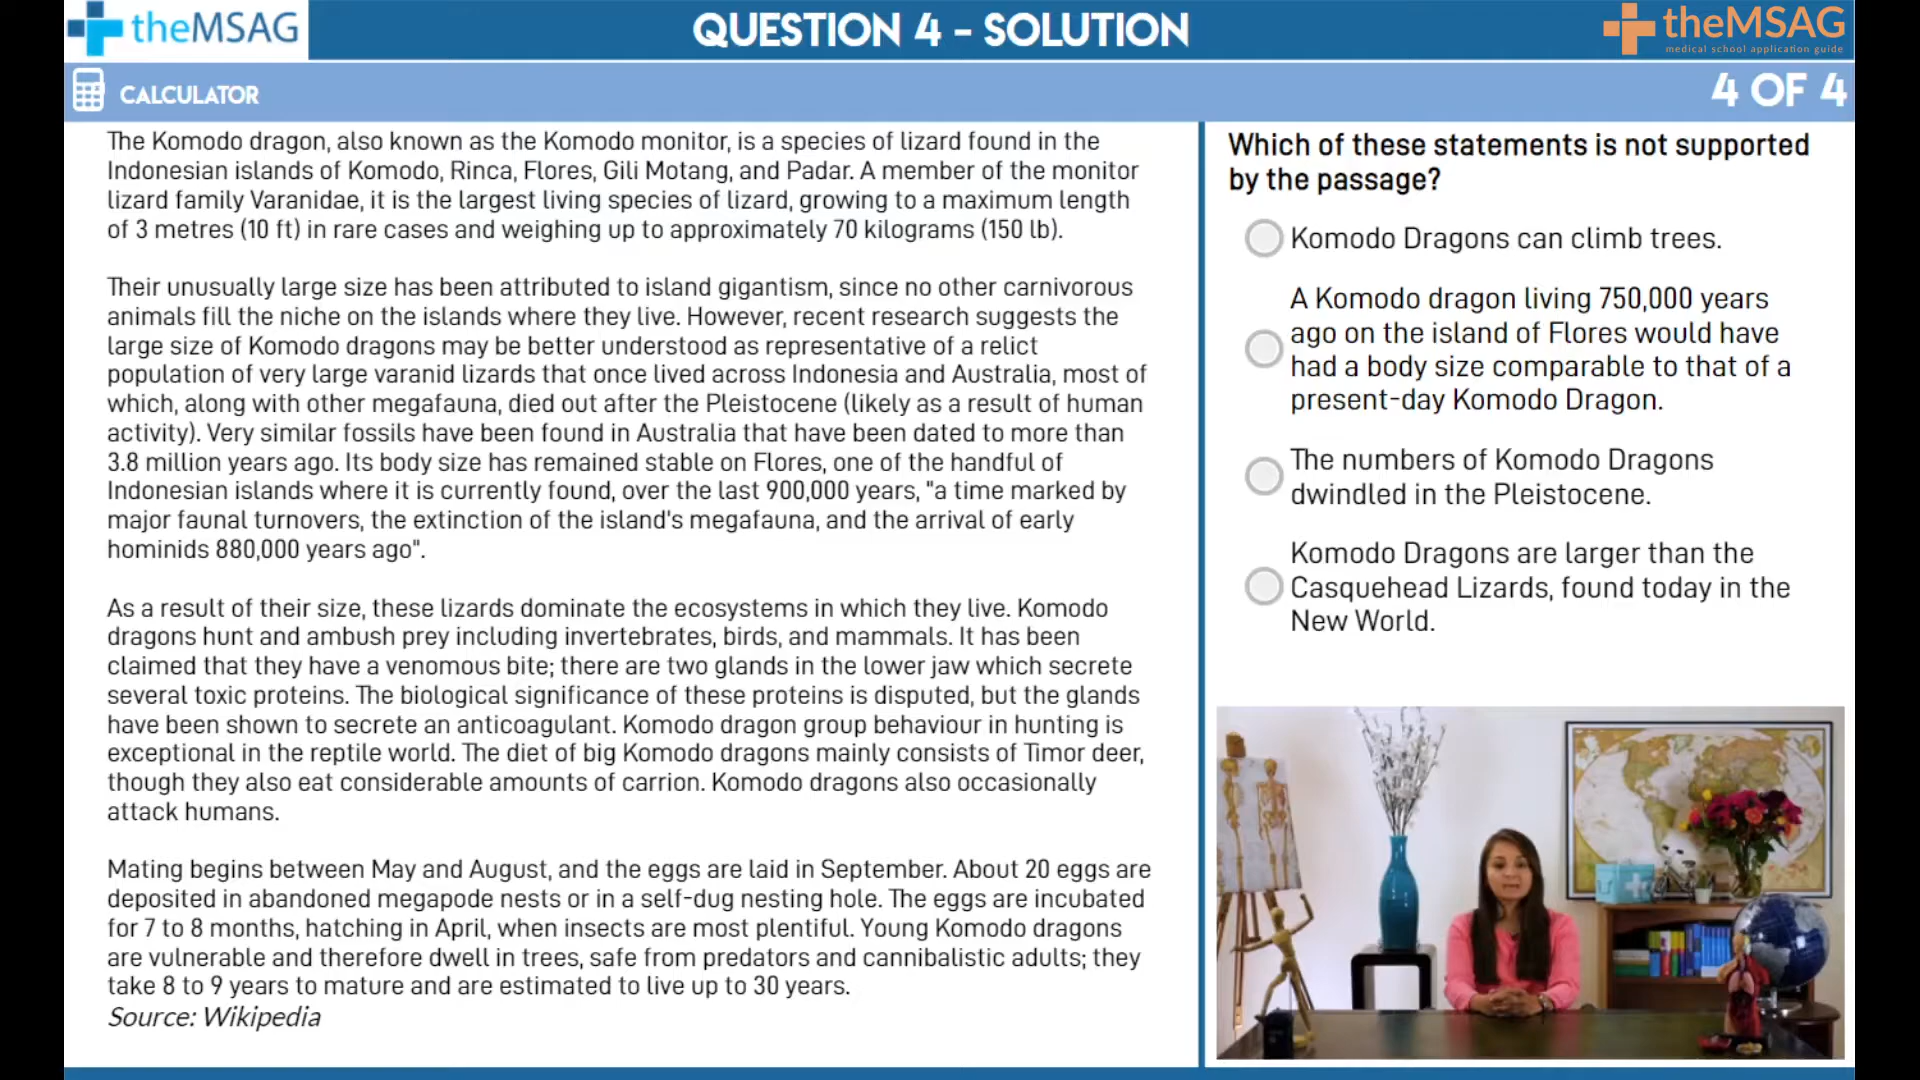 theMSAG
QUESTION 4 - SOLUTION
theMSAG
medical school application guide
CALCULATOR
4 OF 4
The Komodo dragon, also known as the Komodo monitor, is a species of lizard found in the
Indonesian islands of Komodo, Rinca, Flores, Gili Motang, and Padar. A member of the monitor
lizard family Varanidae, it is the largest living species of lizard, growing to a maximum length
of 3 metres (10 ft) in rare cases and weighing up to approximately 70 kilograms (150 lb).
Their unusually large size has been attributed to island gigantism, since no other carnivorous
animals fill the niche on the islands where they live. However, recent research suggests the
large size of Komodo dragons may be better understood as representative of a relict
population of very large varanid lizards that once lived across Indonesia and Australia, most of
which, along with other megafauna, died out after the Pleistocene (likely as a result of human
activity). Very similar fossils have been found in Australia that have been dated to more than
3.8 million years ago. Its body size has remained stable on Flores, one of the handful of
Indonesian islands where it is currently found, over the last 900,000 years, "a time marked by
major faunal turnovers, the extinction of the island's megafauna, and the arrival of early
hominids 880,000 years ago".
As a result of their size, these lizards dominate the ecosystems in which they live. Komodo
dragons hunt and ambush prey including invertebrates, birds, and mammals. It has been
claimed that they have a venomous bite; there are two glands in the lower jaw which secrete
several toxic proteins. The biological significance of these proteins is disputed, but the glands
have been shown to secrete an anticoagulant. Komodo dragon group behaviour in hunting is
exceptional in the reptile world. The diet of big Komodo dragons mainly consists of Timor deer,
though they also eat considerable amounts of carrion. Komodo dragons also occasionally
attack humans.
Mating begins between May and August, and the eggs are laid in September. About 20 eggs are
deposited in abandoned megapode nests or in a self-dug nesting hole. The eggs are incubated
for 7 to 8 months, hatching in April, when insects are most plentiful. Young Komodo dragons
are vulnerable and therefore dwell in trees, safe from predators and cannibalistic adults; they
take 8 to 9 years to mature and are estimated to live up to 30 years.
Source: Wikipedia
Which of these statements is not supported
by the passage?
Komodo Dragons can climb trees.
A Komodo dragon living 750,000 years
ago on the island of Flores would have
had a body size comparable to that of a
present-day Komodo Dragon.
The numbers of Komodo Dragons
dwindled in the Pleistocene.
Komodo Dragons are larger than the
Casquehead Lizards, found today in the
New World.